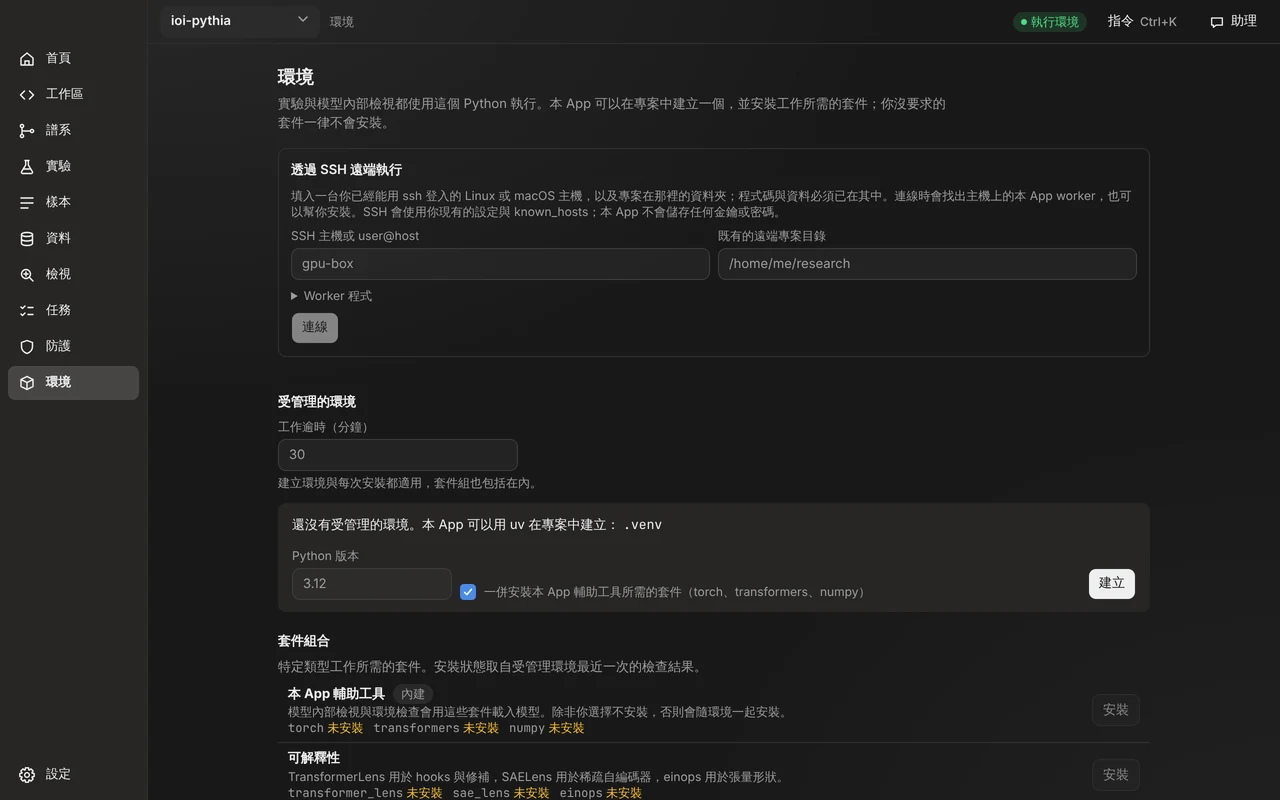 ioi-pythia
環境
執行環境
指令 Ctrl+K
助理
首頁
工作區
譜系
實驗
樣本
資料
檢視
任務
防護
環境
設定
環境
實驗與模型內部檢視都使用這個 Python 執行。本 App 可以在專案中建立一個，並安裝工作所需的套件；你沒要求的
套件一律不會安裝。
透過 SSH 遠端執行
填入一台你已經能用 ssh 登入的 Linux 或 macOS 主機，以及專案在那裡的資料夾；程式碼與資料必須已在其中。連線時會找出主機上的本 App worker，也可
以幫你安裝。SSH 會使用你現有的設定與 known_hosts；本 App 不會儲存任何金鑰或密碼。
SSH 主機或 user@host
既有的遠端專案目錄
gpu-box
/home/me/research
Worker 程式
連線
受管理的環境
工作逾時（分鐘）
30
建立環境與每次安裝都適用，套件組也包括在內。
還沒有受管理的環境。本 App 可以用 uv 在專案中建立： .venv
Python 版本
3.12
一併安裝本 App 輔助工具所需的套件（torch、transformers、numpy）
建立
套件組合
特定類型工作所需的套件。安裝狀態取自受管理環境最近一次的檢查結果。
本 App 輔助工具 內建
模型內部檢視與環境檢查會用這些套件載入模型。除非你選擇不安裝，否則會隨環境一起安裝。
torch 未安裝 transformers 未安裝 numpy 未安裝
安裝
可解釋性
TransformerLens 用於 hooks 與修補，SAELens 用於稀疏自編碼器，einops 用於張量形狀。
transformer_lens 未安裝 sae_lens 未安裝 einops 未安裝
安裝